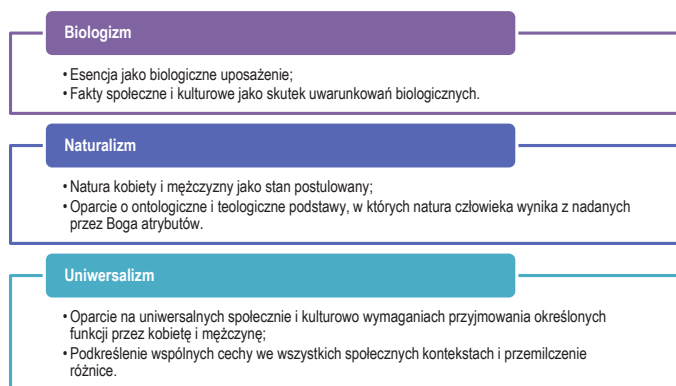 Biologizm
• Esencja jako biologiczne uposażenie;
• Fakty społeczne i kulturowe jako skutek uwarunkowań biologicznych.
Naturalizm
• Natura kobiety i mężczyzny jako stan postulowany;
• Oparcie o ontologiczne i teologiczne podstawy, w których natura człowieka wynika z nadanych
przez Boga atrybutów.
Uniwersalizm
• Oparcie na uniwersalnych społecznie i kulturowo wymaganiach przyjmowania określonych
funkcji przez kobietę i mężczynę;
• Podkreślenie wspólnych cechy we wszystkich społecznych kontekstach i przemilczenie
różnice.